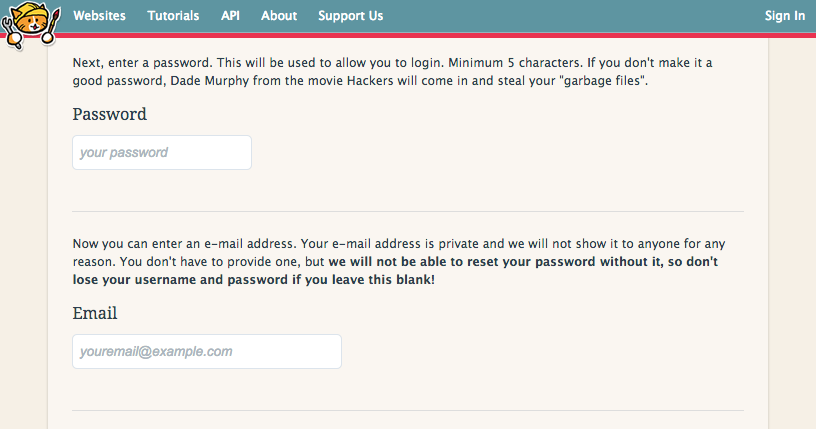 Websites Tutorials API About Support Us Sign In
Next, enter a password. This will be used to allow you to login. Minimum 5 characters. If you don't make it a
good password, Dade Murphy from the movie Hackers will come in and steal your "garbage files".
Password
your password
Now you can enter an e-mail address. Your e-mail address is private and we will not show it to anyone for any
reason. You don't have to provide one, but we will not be able to reset your password without it, so don't
lose your username and password if you leave this blank!
Email
youremail@example.com